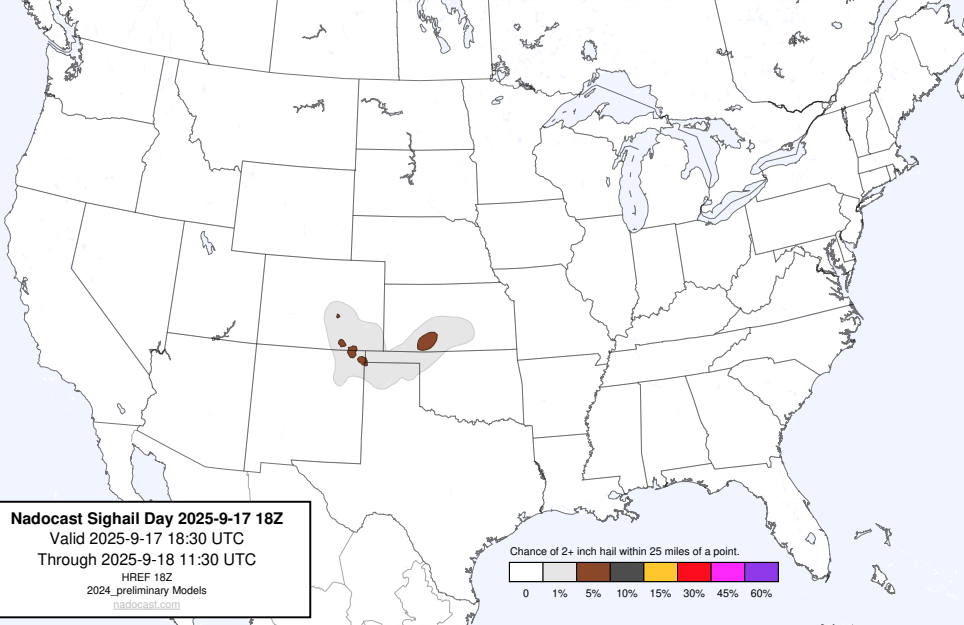 Nadocast Sighail Day 2025-9-17 18Z
Valid 2025-9-17 18:30 UTC
Through 2025-9-18 11:30 UTC
HREF 18Z
2024_preliminary Models
nadocast.com
Chance of 2+ inch hail within 25 miles of a point.
0 1% 5% 10% 15% 30% 45% 60%